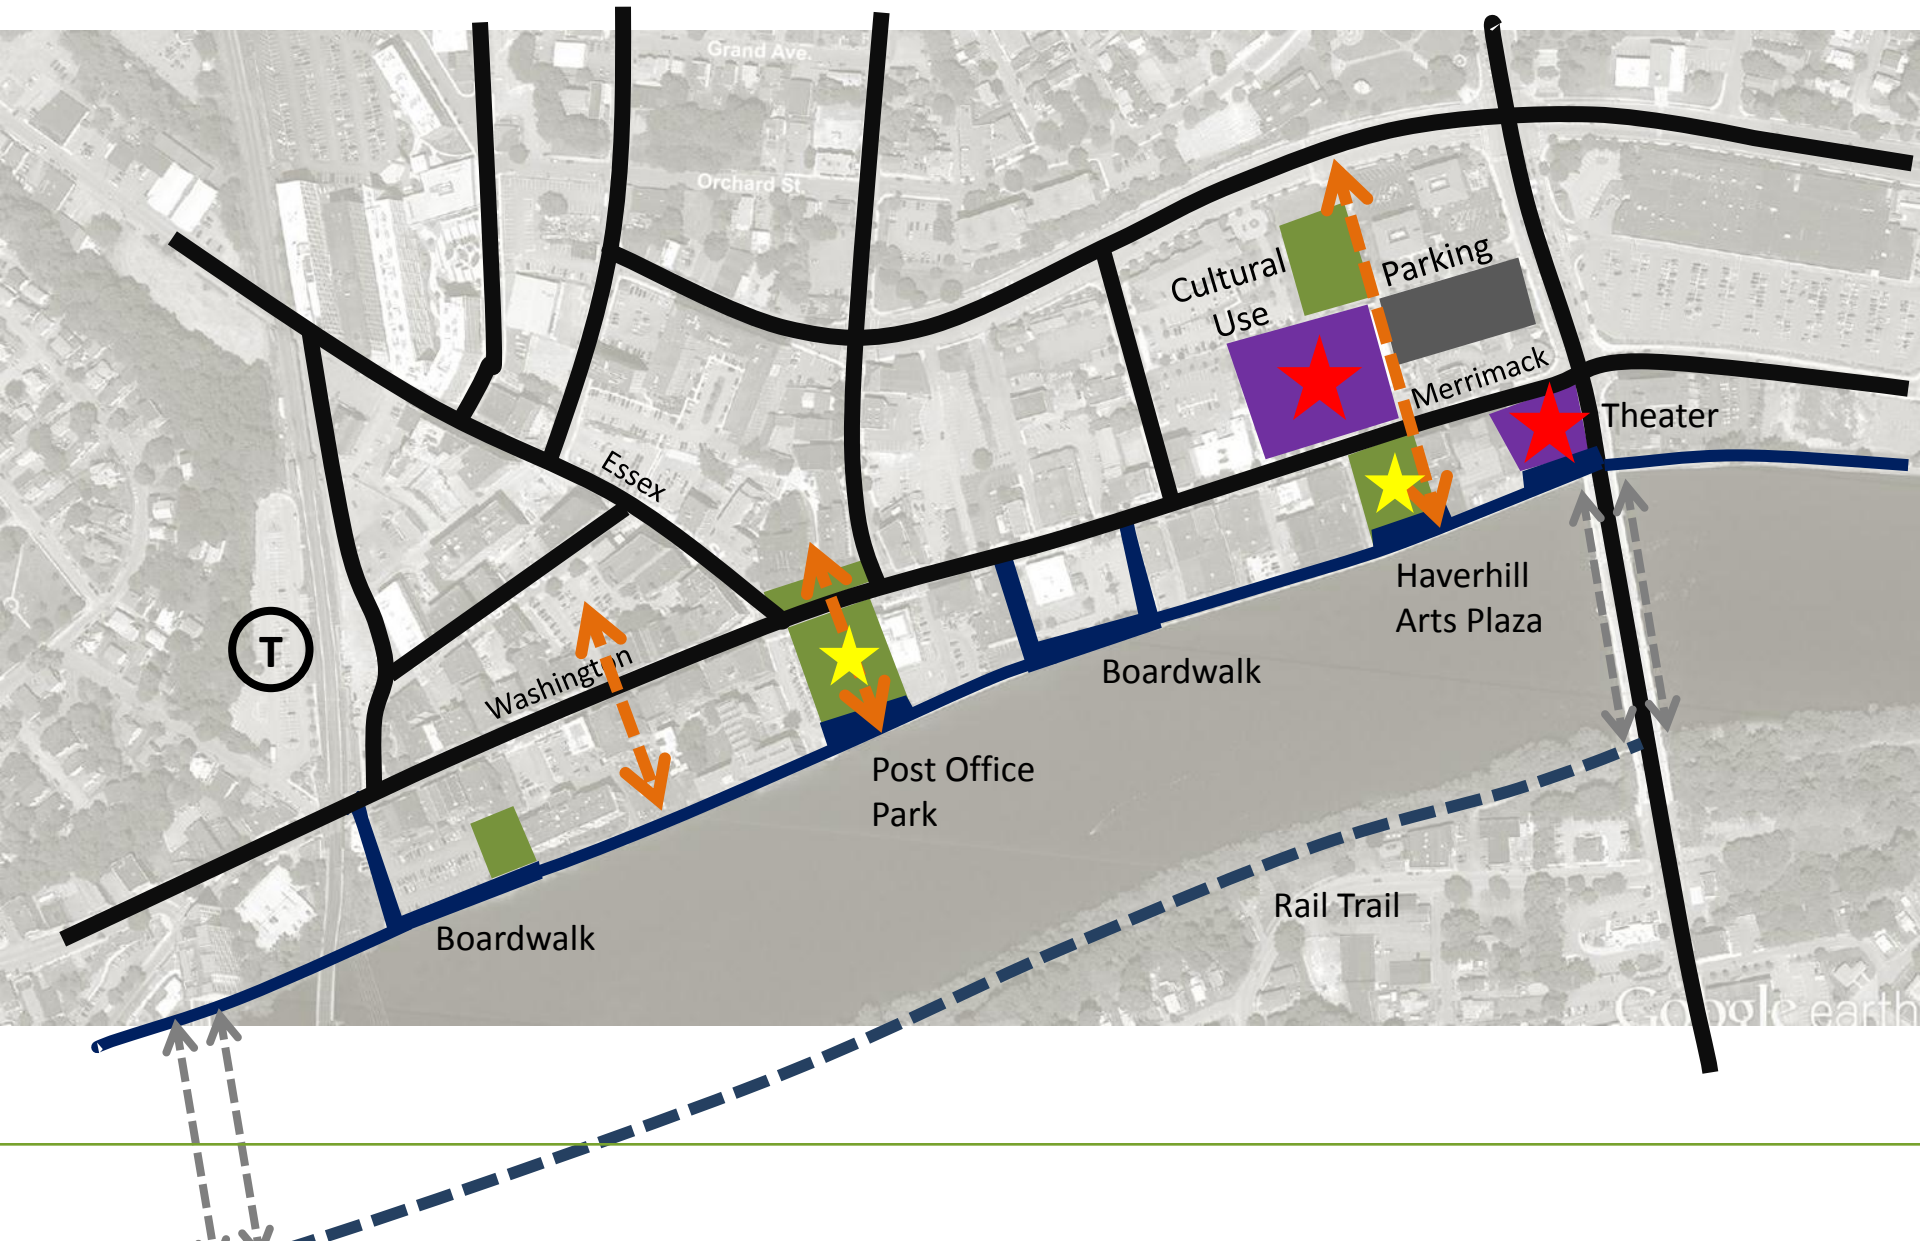 Grand Ave.
Orchard St.
Cultural
Use
Parking
Merrimack
Theater
Essex
Washington
T
Haverhill
Arts Plaza
Boardwalk
Post Office
Park
Rail Trail
Boardwalk
Google earth